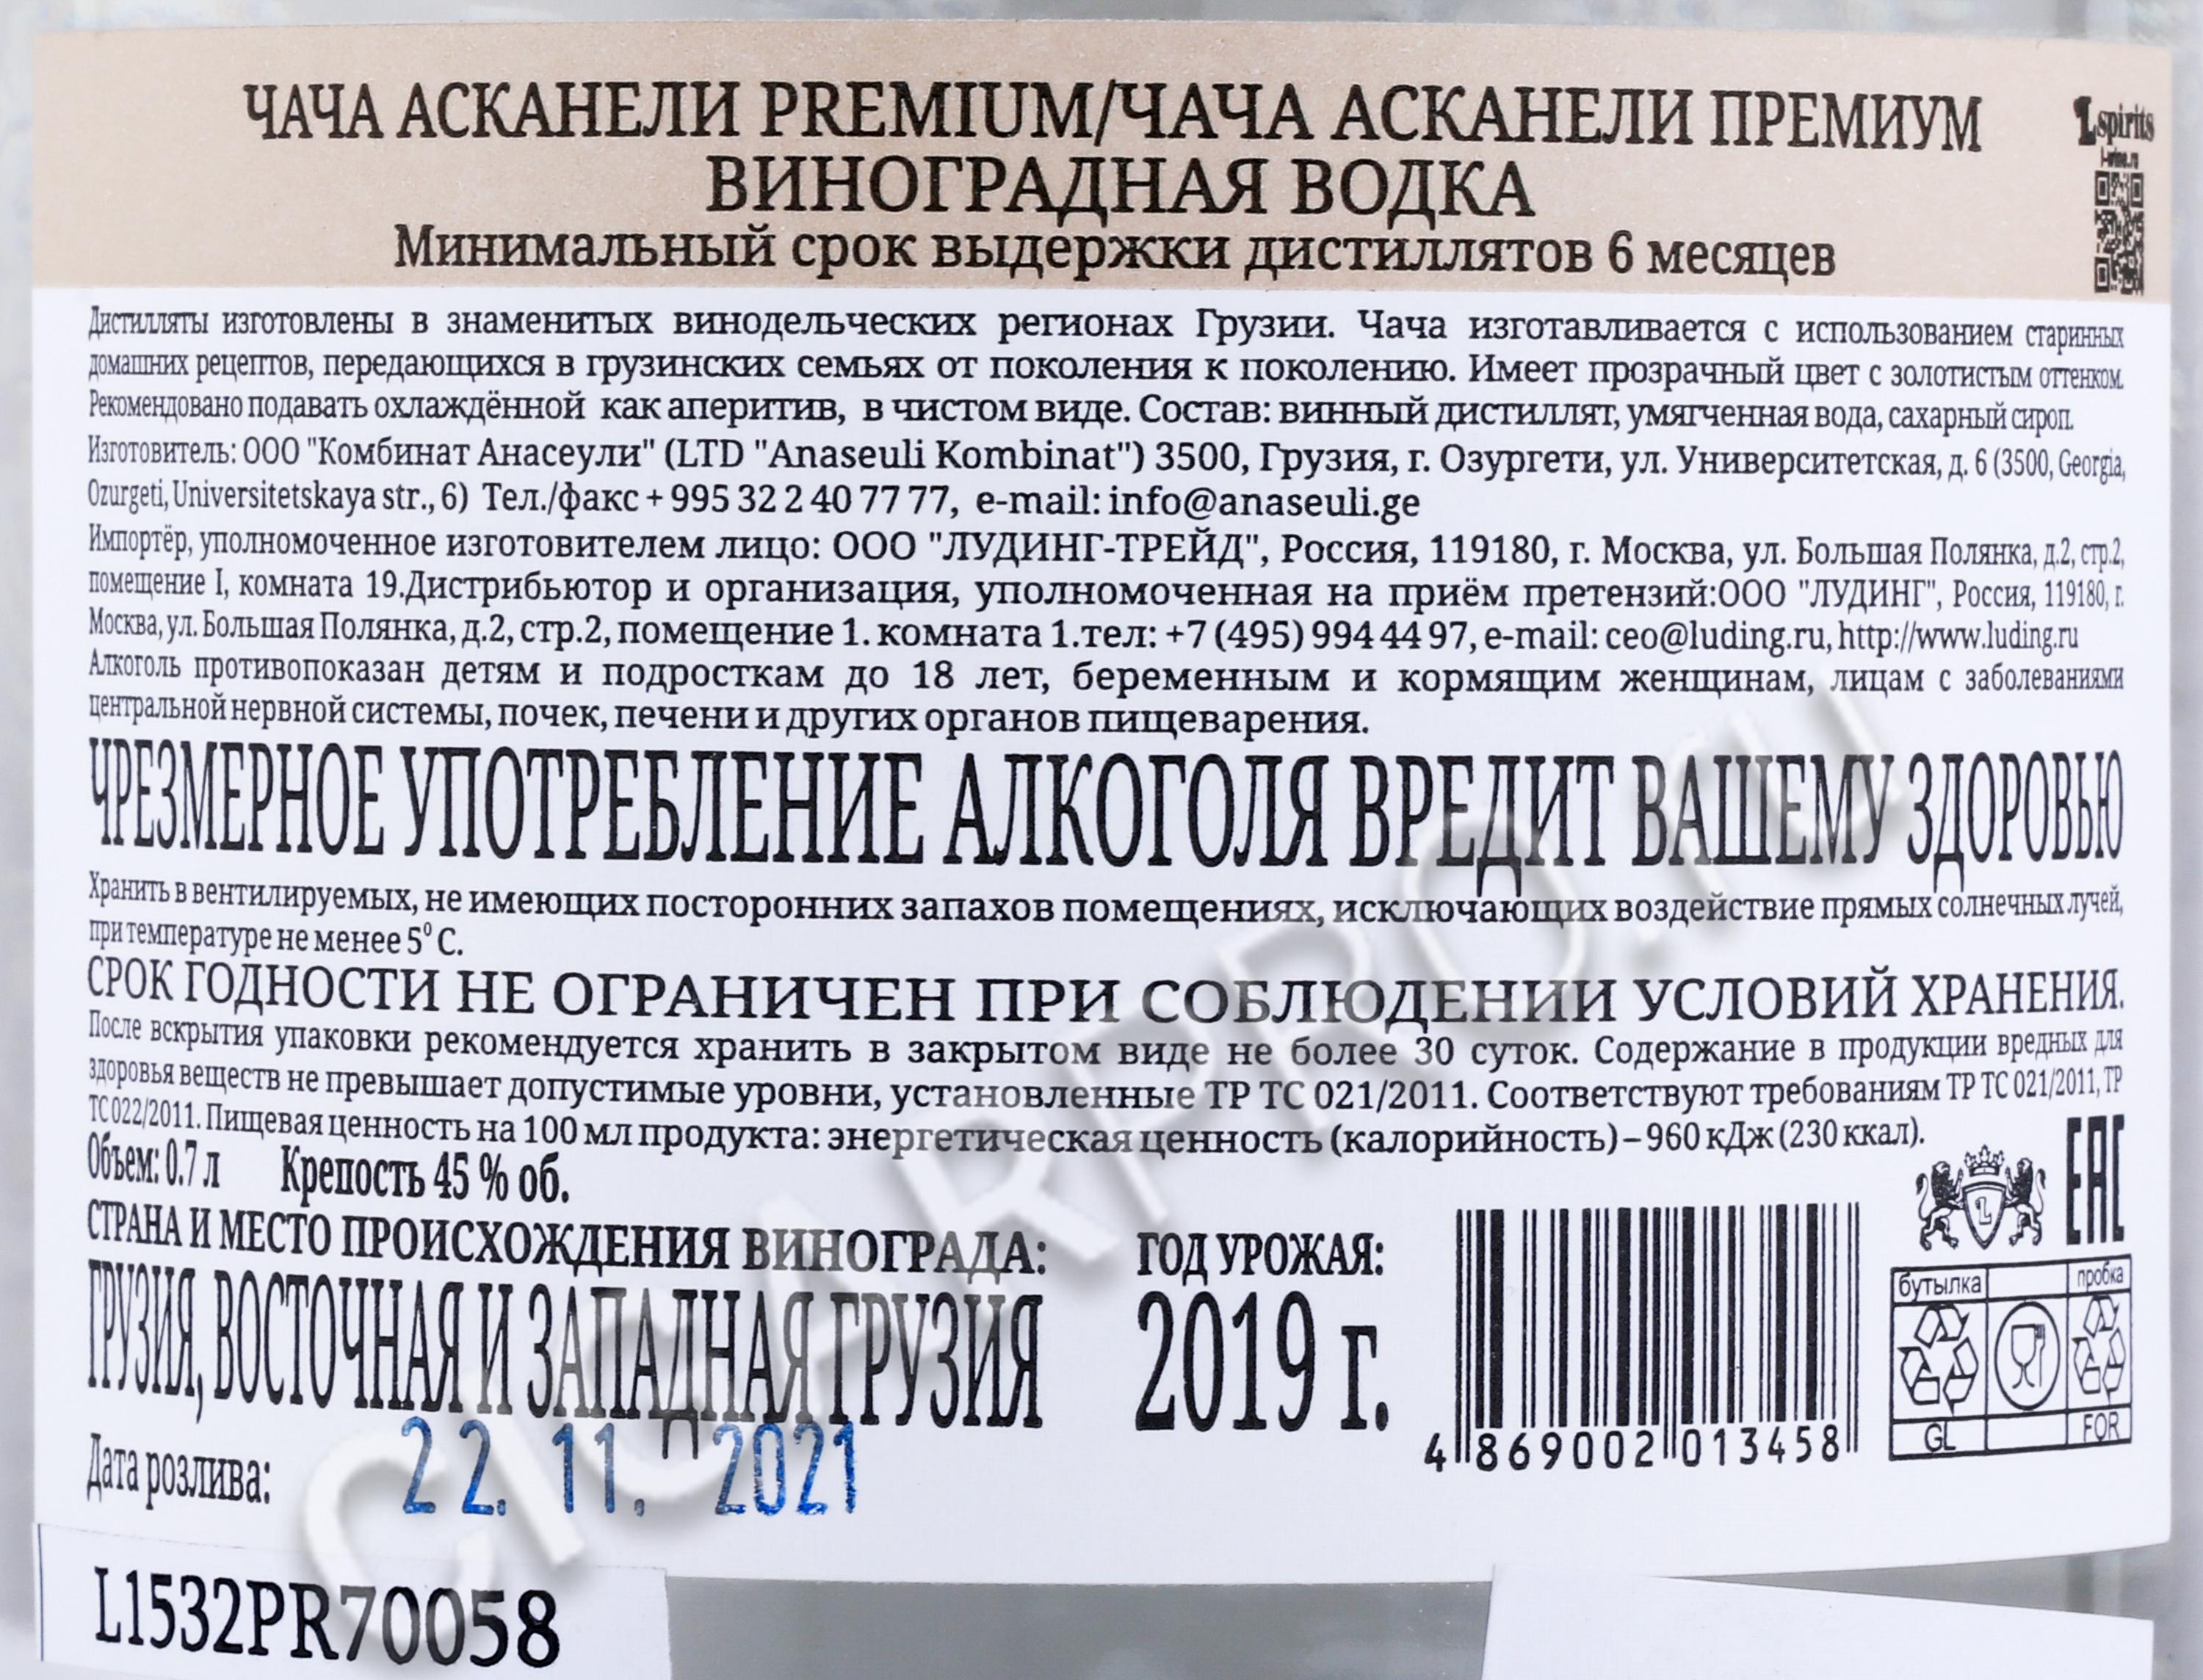 ЧАЧА АСКАНЕЛИ PREMIUM/ЧАЧА АСКАНЕЛИ ПРЕМИУМ
ВИНОГРАДНАЯ ВОДКА
Минимальный срок выдержки дистиллятов 6 месяцев
Lspirits
l-wine.ru
Дистилляты изготовлены в знаменитых винодельческих регионах Грузии. Чача изготавливается с использованием старинных
домашних рецептов, передающихся в грузинских семьях от поколения к поколению. Имеет прозрачный цвет с золотистым оттенком.
Рекомендовано подавать охлаждённой как аперитив, в чистом виде. Состав: винный дистиллят, умягченная вода, сахарный сироп.
Изготовитель: ООО "Комбинат Анасеули" (LTD "Anaseuli Kombinat") 3500, Грузия, г. Озургети, ул. Университетская, д. 6 (3500, Georgia,
Ozurgeti, Universitetskaya str., 6) Тел./факс + 995 32 2 40 77 77, e-mail: info@anaseuli.ge
Импортёр, уполномоченное изготовителем лицо: ООО "ЛУДИНГ-ТРЕЙД", Россия, 119180, г. Москва, ул. Большая Полянка, д.2, стр.2,
помещение I, комната 19.Дистрибьютор и организация, уполномоченная на приём претензий:ООО "ЛУДИНГ", Россия, 119180, г.
Москва, ул. Большая Полянка, д.2, стр.2, помещение 1. комната 1.тел: +7 (495) 994 44 97, e-mail: ceo@luding.ru, http://www.luding.ru
Алкоголь противопоказан детям и подросткам до 18 лет, беременным и кормящим женщинам, лицам с заболеваниями
центральной нервной системы, почек, печени и других органов пищеварения.
ЧРЕЗМЕРНОЕ УПОТРЕБЛЕНИЕ АЛКОГОЛЯ ВРЕДИТ ВАШЕМУ ЗДОРОВЬЮ
Хранить в вентилируемых, не имеющих посторонних запахов помещениях, исключающих воздействие прямых солнечных лучей,
при температуре не менее 5° С.
СРОК ГОДНОСТИ НЕ ОГРАНИЧЕН ПРИ СОБЛЮДЕНИИ УСЛОВИЙ ХРАНЕНИЯ.
После вскрытия упаковки рекомендуется хранить в закрытом виде не более 30 суток. Содержание в продукции вредных для
здоровья веществ не превышает допустимые уровни, установленные ТР ТС 021/2011. Соответствуют требованиям ТР ТС 021/2011, ТР
ТС 022/2011. Пищевая ценность на 100 мл продукта: энергетическая ценность (калорийность) – 960 кДж (230 ккал).
Объем: 0.7 л Крепость 45 % об.
СТРАНА И МЕСТО ПРОИСХОЖДЕНИЯ ВИНОГРАДА:
ГРУЗИЯ, ВОСТОЧНАЯ И ЗАПАДНАЯ ГРУЗИЯ
ГОД УРОЖАЯ:
2019 г.
4 869002 013458
L
EAC
бутылка
пробка
GL
FOR
Дата розлива: 22. 11. 2021
L1532PR70058
CIGARPRO.ru